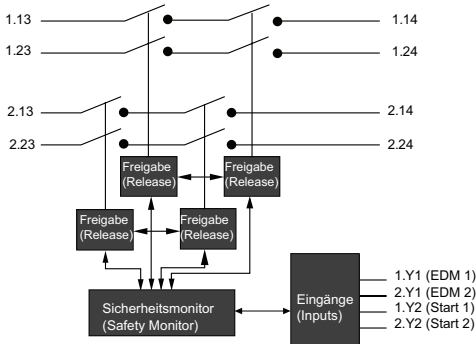 1.13
1.14
1.23
1.24
2.13
2.14
2.23
2.24
Freigabe
(Release)
Freigabe
(Release)
Freigabe
(Release)
Freigabe
(Release)
Sicherheitsmonitor
(Safety Monitor)
Eingänge
(Inputs)
1.Y1 (EDM 1)
2.Y1 (EDM 2)
1.Y2 (Start 1)
2.Y2 (Start 2)